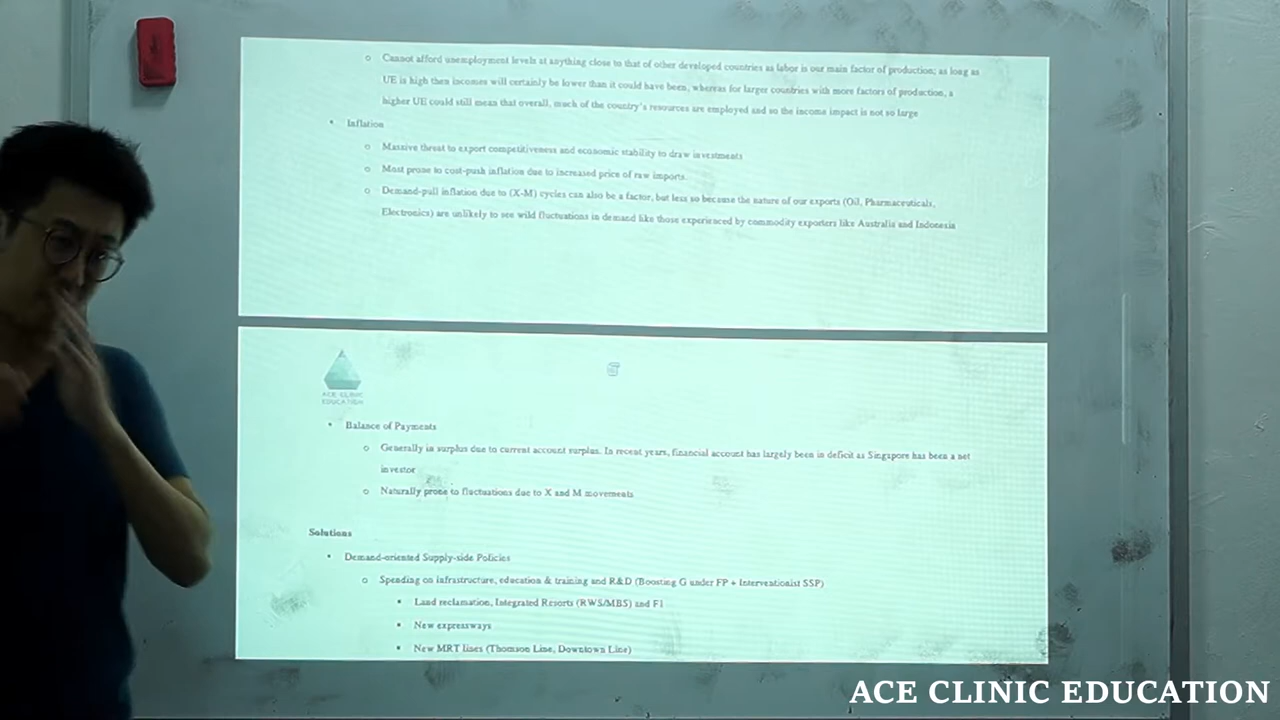 o Cannot afford unemployment levels at anything close to that of other developed countries as labor is our main factor of production; as long as
UE is high then incomes will certainly be lower than it could have been, whereas for larger countries with more factors of production, a
higher UE could still mean that overall, much of the country's resources are employed and so the income impact is not so large
• Inflation
o Massive threat to export competitiveness and economic stability to draw investments
o Most prone to cost-push inflation due to increased price of raw imports.
o Demand-pull inflation due to (X-M) cycles can also be a factor, but less so because the nature of our exports (Oil, Pharmaceuticals,
Electronics) are unlikely to see wild fluctuations in demand like those experienced by commodity exporters like Australia and Indonesia
ACE CLINIC
EDUCATION
• Balance of Payments
o Generally in surplus due to current account surplus. In recent years, financial account has largely been in deficit as Singapore has been a net
investor
o Naturally prone to fluctuations due to X and M movements
Solutions
• Demand-oriented Supply-side Policies
o Spending on infrastructure, education & training and R&D (Boosting G under FP + Interventionist SSP)
▪ Land reclamation, Integrated Resorts (RWS/MBS) and F1
▪ New expressways
▪ New MRT lines (Thomson Line, Downtown Line)
ACE CLINIC EDUCATION